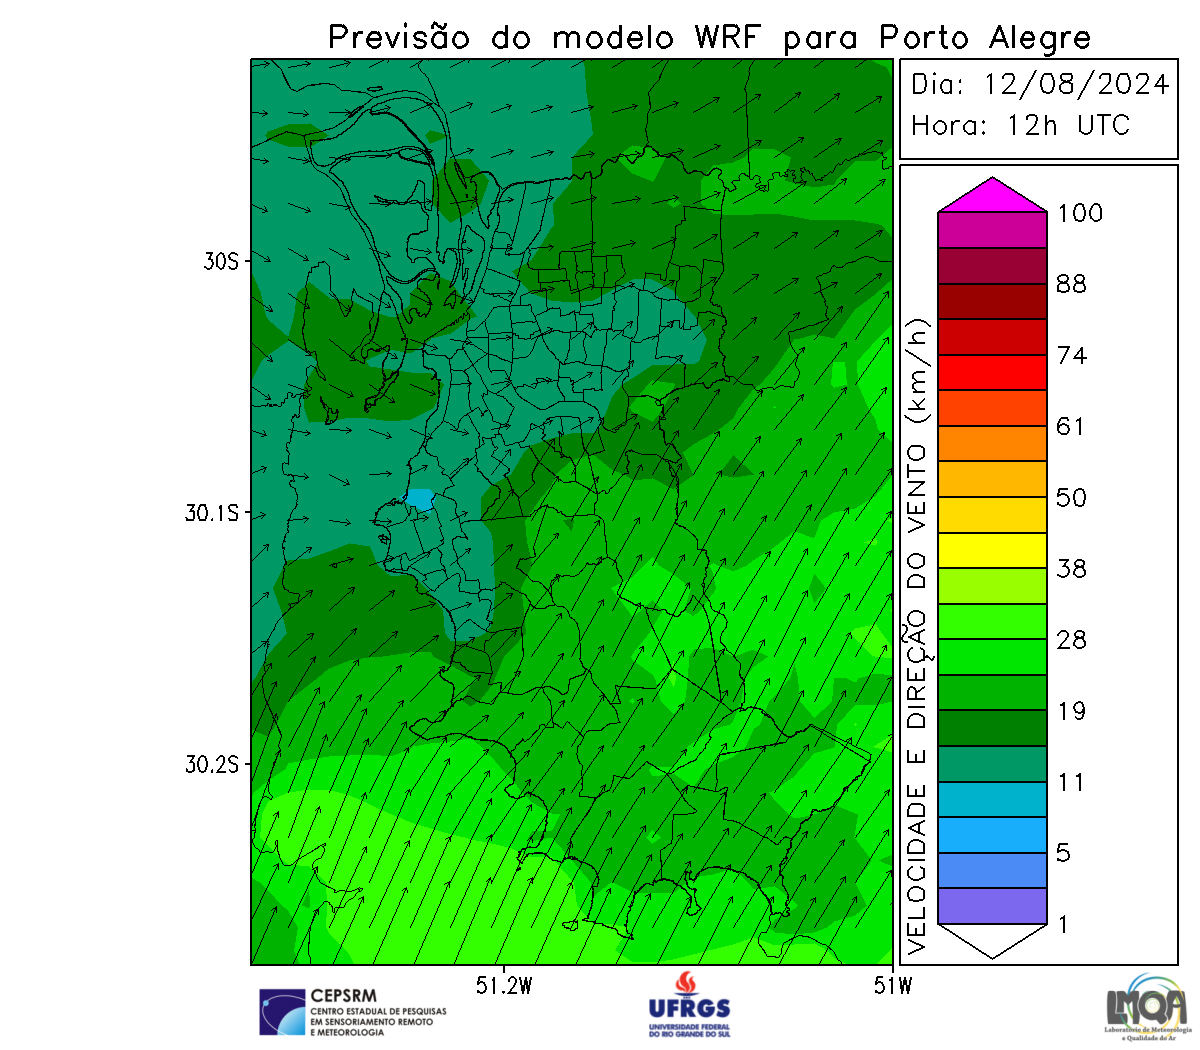 Previsão do modelo WRF para Porto Alegre
Dia: 12/08/2024
Hora: 12h UTC
30S
30.1S
30.2S
51.2W
51W
VELOCIDADE E DIREÇÃO DO VENTO (km/h)
100
88
74
61
50
38
28
19
11
5
1
CEPSRM
CENTRO ESTADUAL DE PESQUISAS
EM SENSORIAMENTO REMOTO
E METEOROLOGIA
UFRGS
UNIVERSIDADE FEDERAL
DO RIO GRANDE DO SUL
LMQA
Laboratório de Meteorologia
e Qualidade do Ar